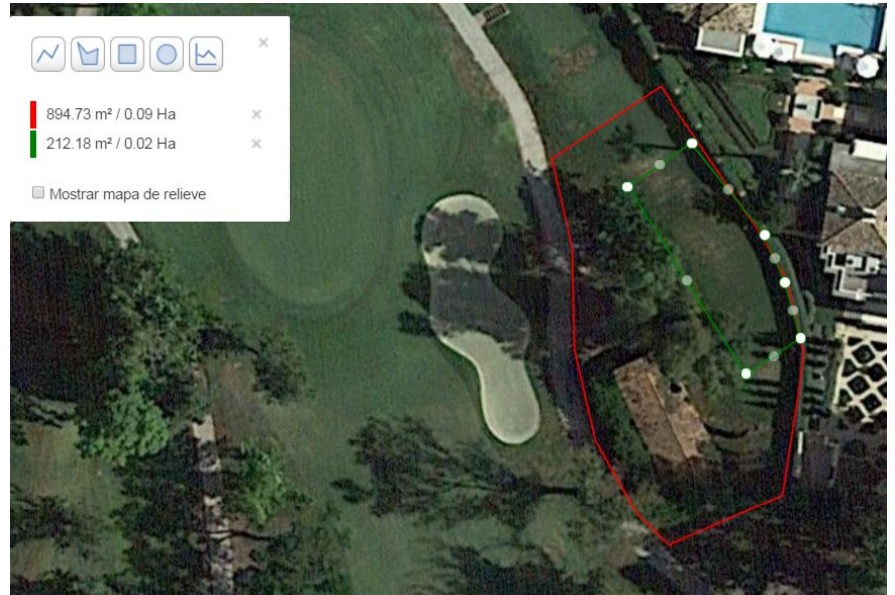 894.73 m² / 0.09 Ha
212.18 m² / 0.02 Ha
Mostrar mapa de relieve